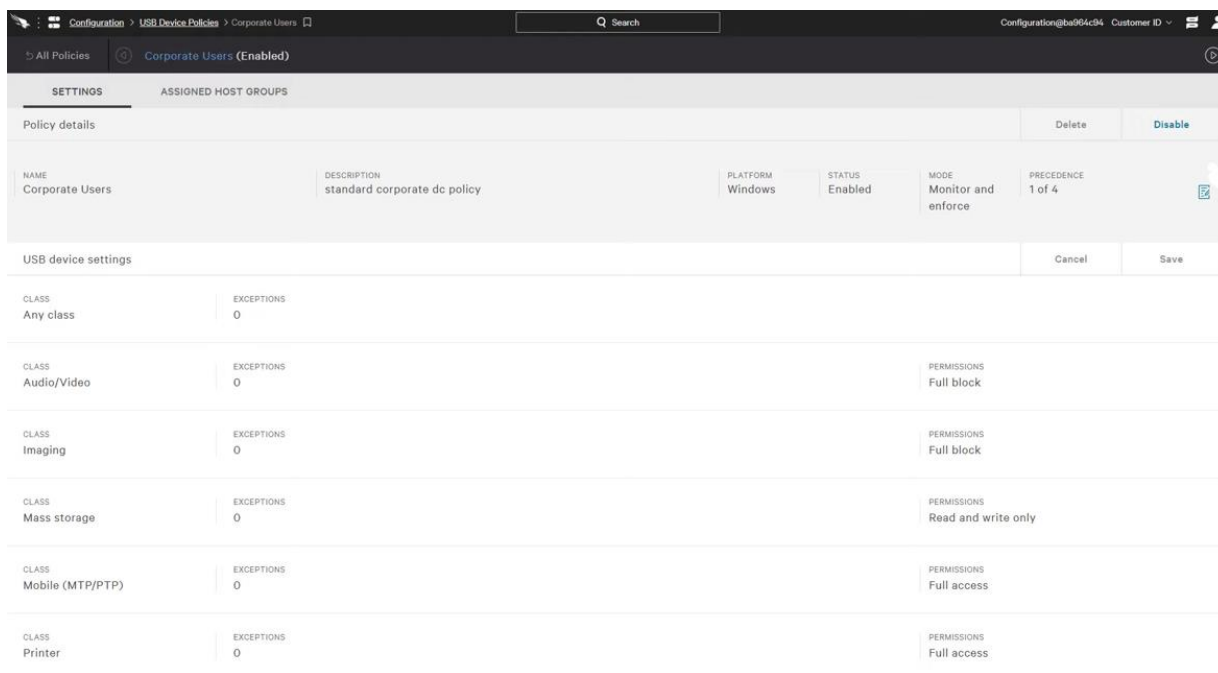 Configuration > USB Device Policies > Corporate Users
Search
Configuration@ba964c94 Customer ID
All Policies
Corporate Users (Enabled)
SETTINGS ASSIGNED HOST GROUPS
Policy details
Delete Disable
NAME DESCRIPTION PLATFORM STATUS MODE PRECEDENCE
Corporate Users standard corporate dc policy Windows Enabled Monitor and 1 of 4
enforce
USB device settings
Cancel Save
CLASS EXCEPTIONS
Any class 0
CLASS EXCEPTIONS PERMISSIONS
Audio/Video 0 Full block
CLASS EXCEPTIONS PERMISSIONS
Imaging 0 Full block
CLASS EXCEPTIONS PERMISSIONS
Mass storage 0 Read and write only
CLASS EXCEPTIONS PERMISSIONS
Mobile (MTP/PTP) 0 Full access
CLASS EXCEPTIONS PERMISSIONS
Printer 0 Full access